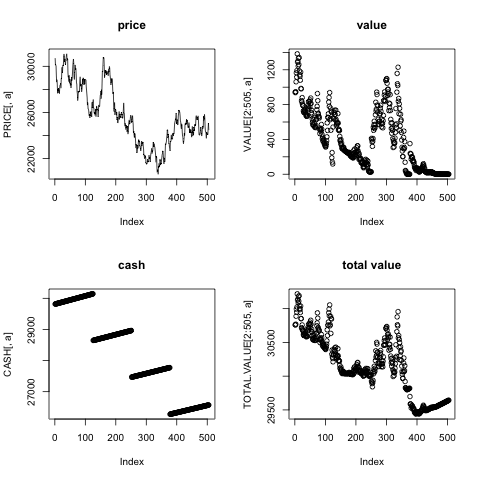 price
PRICE[, a]
30000
26000
22000
0 100 200 300 400 500
Index
value
VALUE[2:505, a]
1200
800
400
0
0 100 200 300 400 500
Index
cash
CASH[, a]
29000
27000
0 100 200 300 400 500
Index
total value
TOTAL.VALUE[2:505, a]
30500
29500
0 100 200 300 400 500
Index